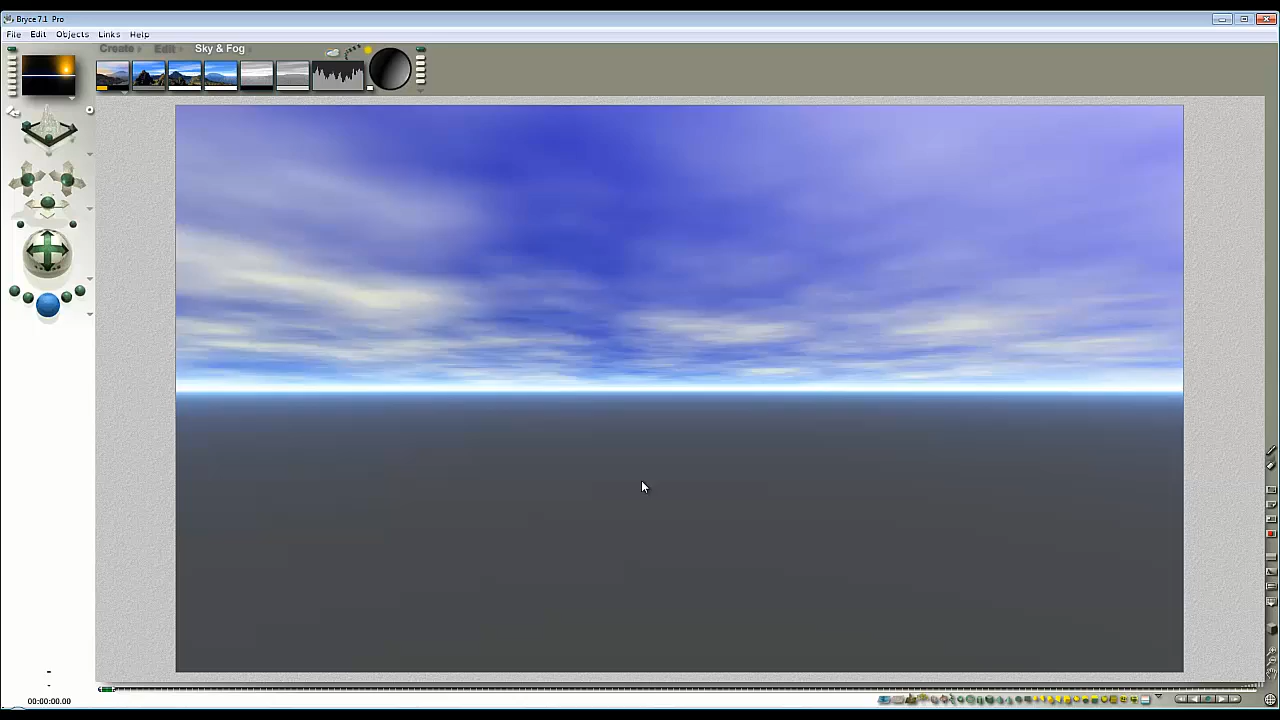 Bryce 7.1 Pro
File Edit Objects Links Help
Create Edit Sky & Fog
00:00:00.00